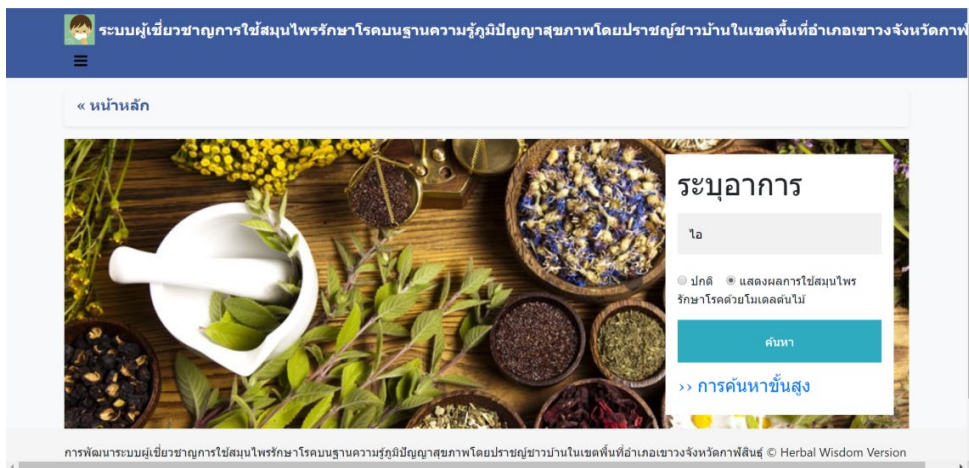 ระบบผู้เชี่ยวชาญการใช้สมุนไพรรักษาโรคบนฐานความรู้ภูมิปัญญาสุขภาพโดยปราชญ์ชาวบ้านในเขตพื้นที่อำเภอเขาวงจังหวัดกาฬ
« หน้าหลัก
ระบุอาการ
ไอ
ปกติ แสดงผลการใช้สมุนไพร
รักษาโรคด้วยโมเดลต้นไม้
ค้นหา
>> การค้นหาขั้นสูง
การพัฒนาระบบผู้เชี่ยวชาญการใช้สมุนไพรรักษาโรคบนฐานความรู้ภูมิปัญญาสุขภาพโดยปราชญ์ชาวบ้านในเขตพื้นที่อำเภอเขาวงจังหวัดกาฬสินธุ์ © Herbal Wisdom Version